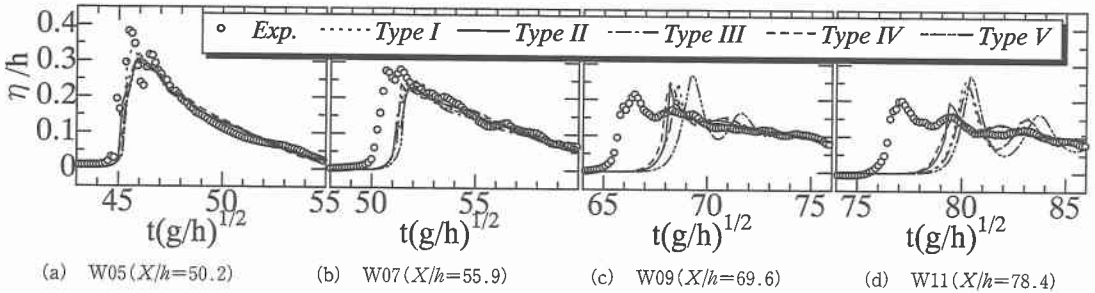 Exp. Type I Type II Type III Type IV Type V
η/h
0.4
0.3
0.2
0.1
0
45 50 55
50 55
65 70 75
75 80 85
t(g/h)^1/2 t(g/h)^1/2 t(g/h)^1/2 t(g/h)^1/2
(a) W05(X/h=50.2) (b) W07(X/h=55.9) (c) W09(X/h=69.6) (d) W11(X/h=78.4)